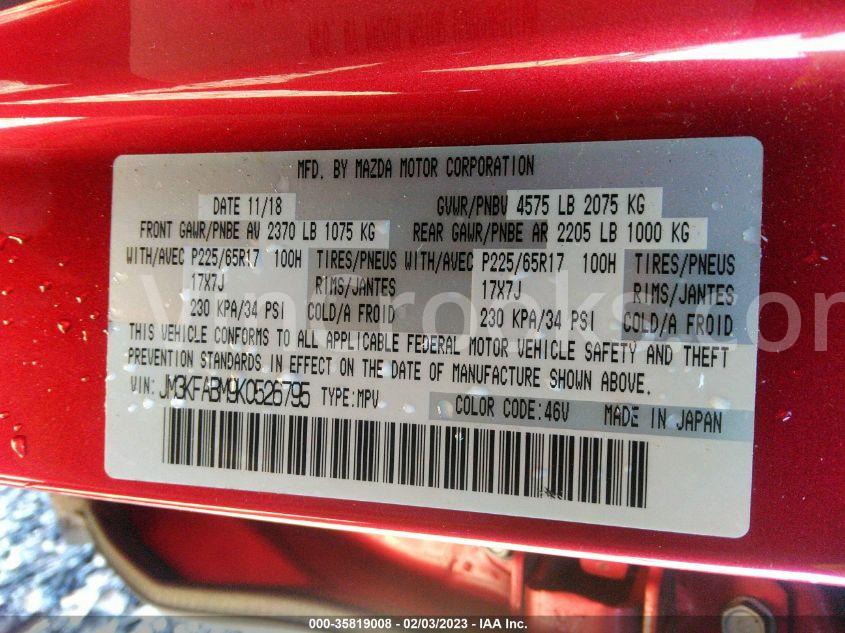 MFD. BY MAZDA MOTOR CORPORATION
DATE 11/18 GVWR/PNBV 4575 LB 2075 KG
FRONT GAWR/PNBE AV 2370 LB 1075 KG REAR GAWR/PNBE AR 2205 LB 1000 KG
WITH/AVEC P225/65R17 100H TIRES/PNEUS WITH/AVEC P225/65R17 100H TIRES/PNEUS
17X7J RIMS/JANTES 17X7J RIMS/JANTES
230 KPA/34 PSI COLD/A FROID 230 KPA/34 PSI COLD/A FROID
VinCrooks.com
THIS VEHICLE CONFORMS TO ALL APPLICABLE FEDERAL MOTOR VEHICLE SAFETY AND THEFT
PREVENTION STANDARDS IN EFFECT ON THE DATE OF MANUFACTURE SHOWN ABOVE.
VIN: JM3KFABM9K0526795 TYPE:MPV COLOR CODE:46V MADE IN JAPAN
000-35819008 - 02/03/2023 - IAA Inc.